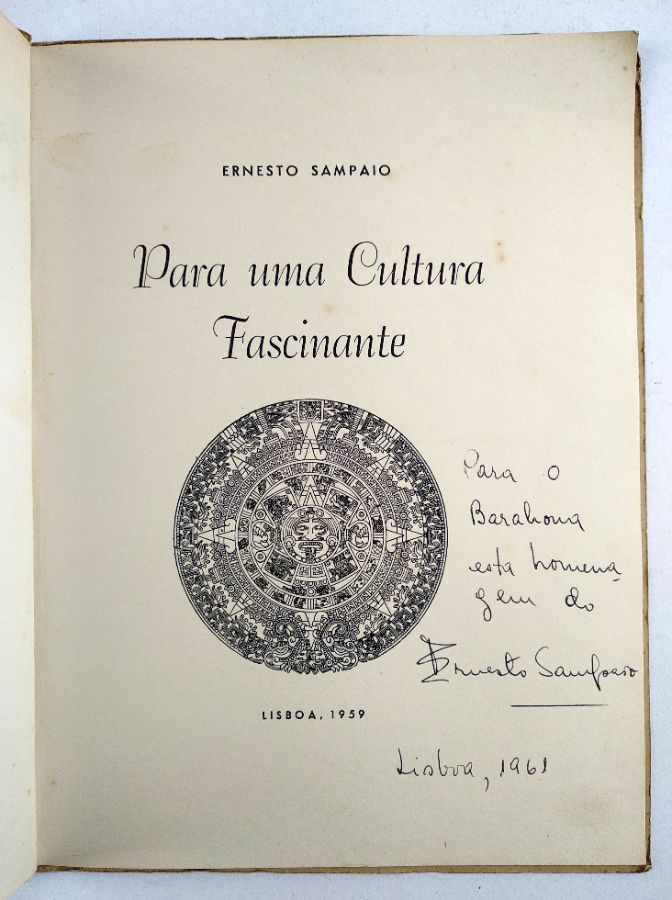 ERNESTO SAMPAIO
Para uma Cultura
Fascinante
Para o
Barahona
esta homena-
gem do
Ernesto Sampaio
LISBOA, 1959
Lisboa, 1961